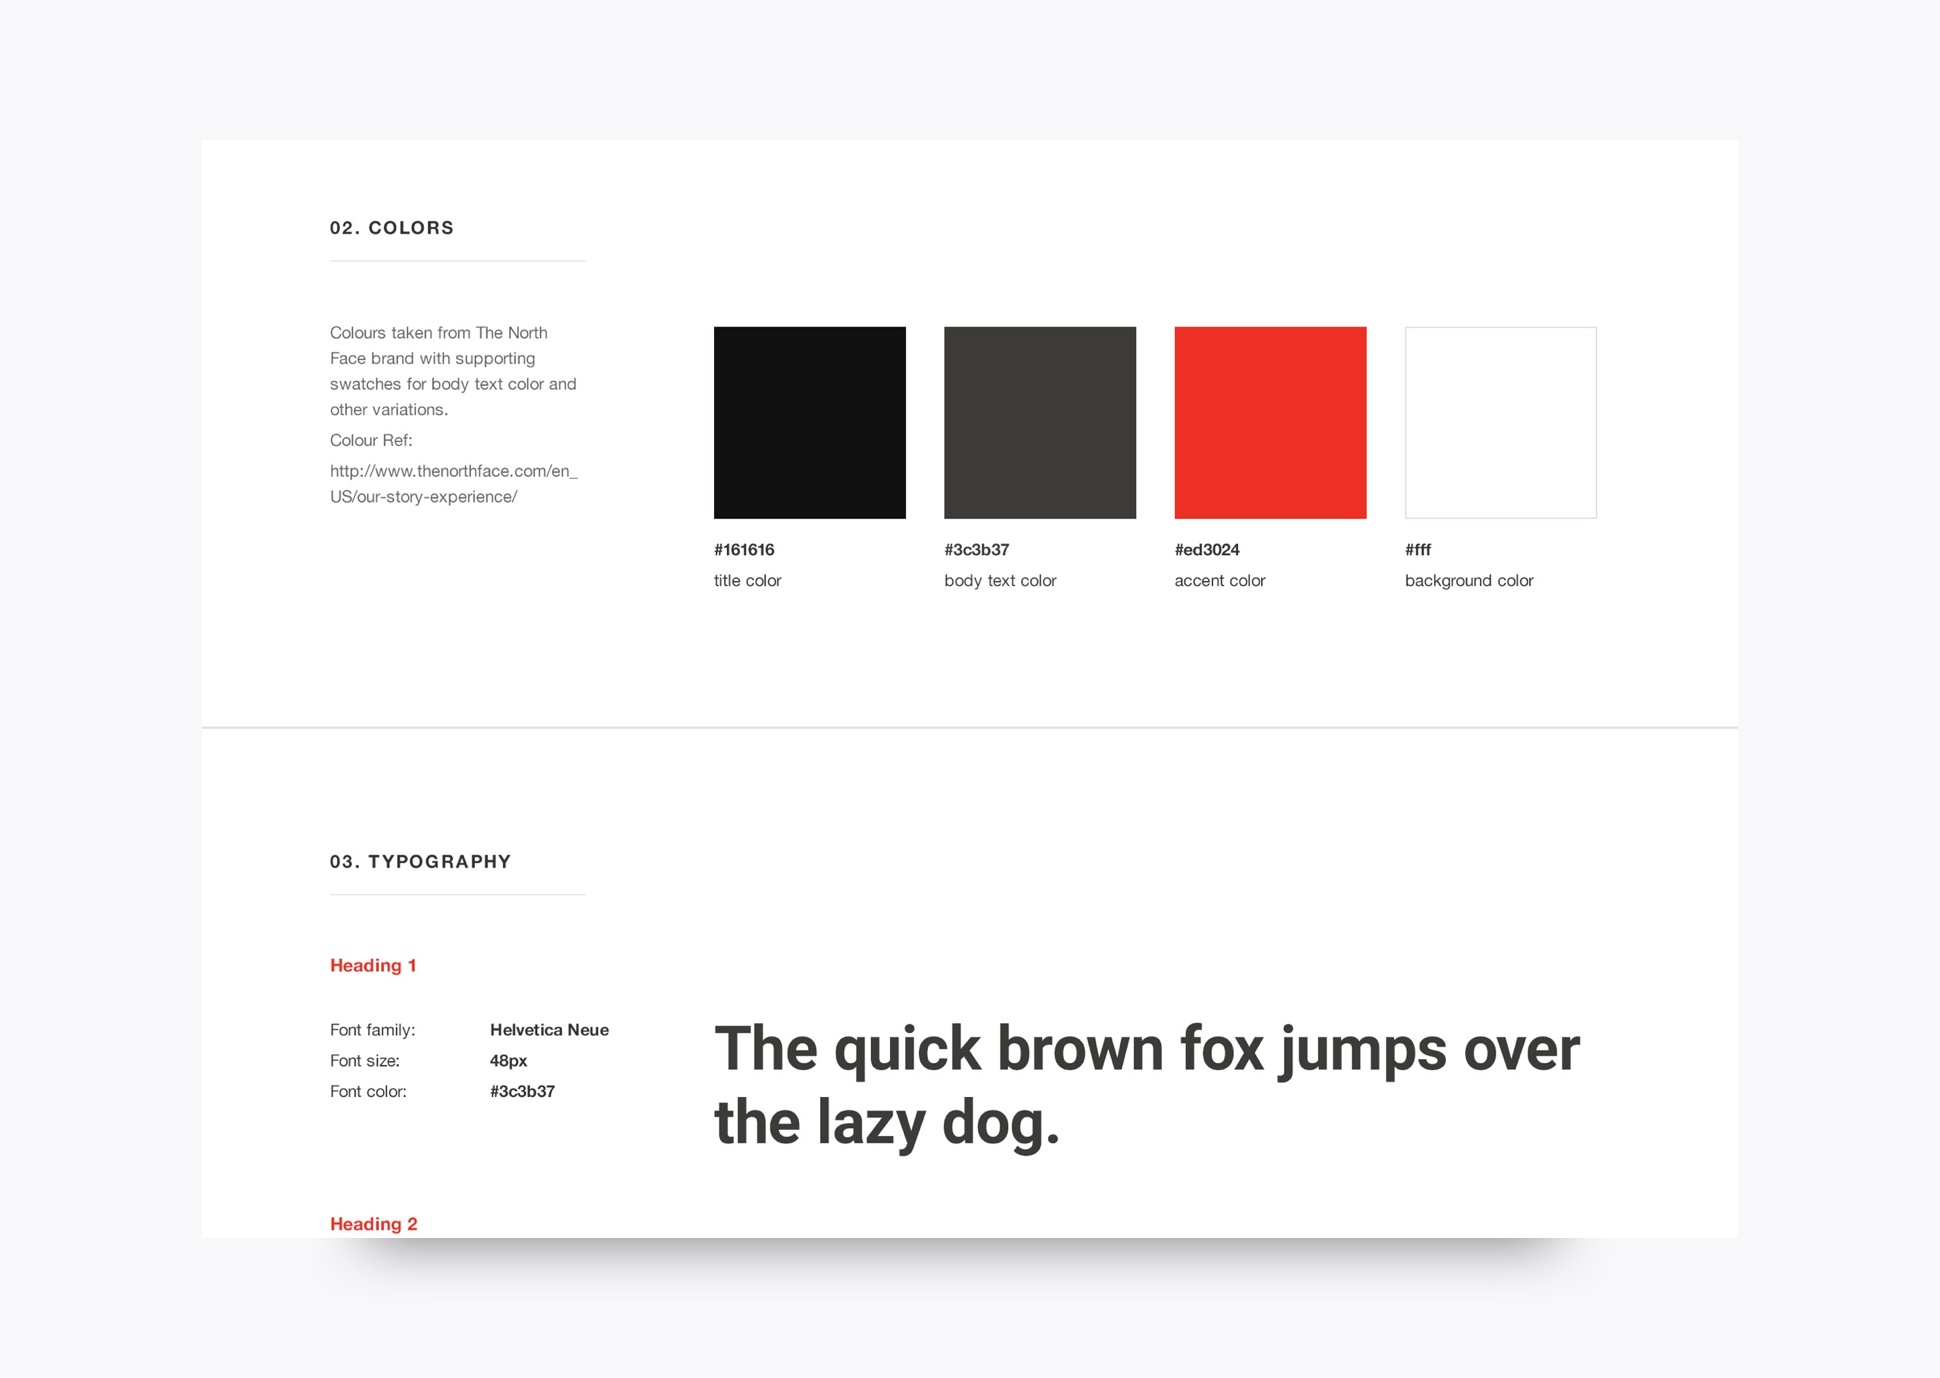 02. COLORS
Colours taken from The North
Face brand with supporting
swatches for body text color and
other variations.
Colour Ref:
http://www.thenorthface.com/en_
US/our-story-experience/
#161616
title color
#3c3b37
body text color
#ed3024
accent color
#fff
background color
03. TYPOGRAPHY
Heading 1
Font family: Helvetica Neue
Font size: 48px
Font color: #3c3b37
The quick brown fox jumps over
the lazy dog.
Heading 2